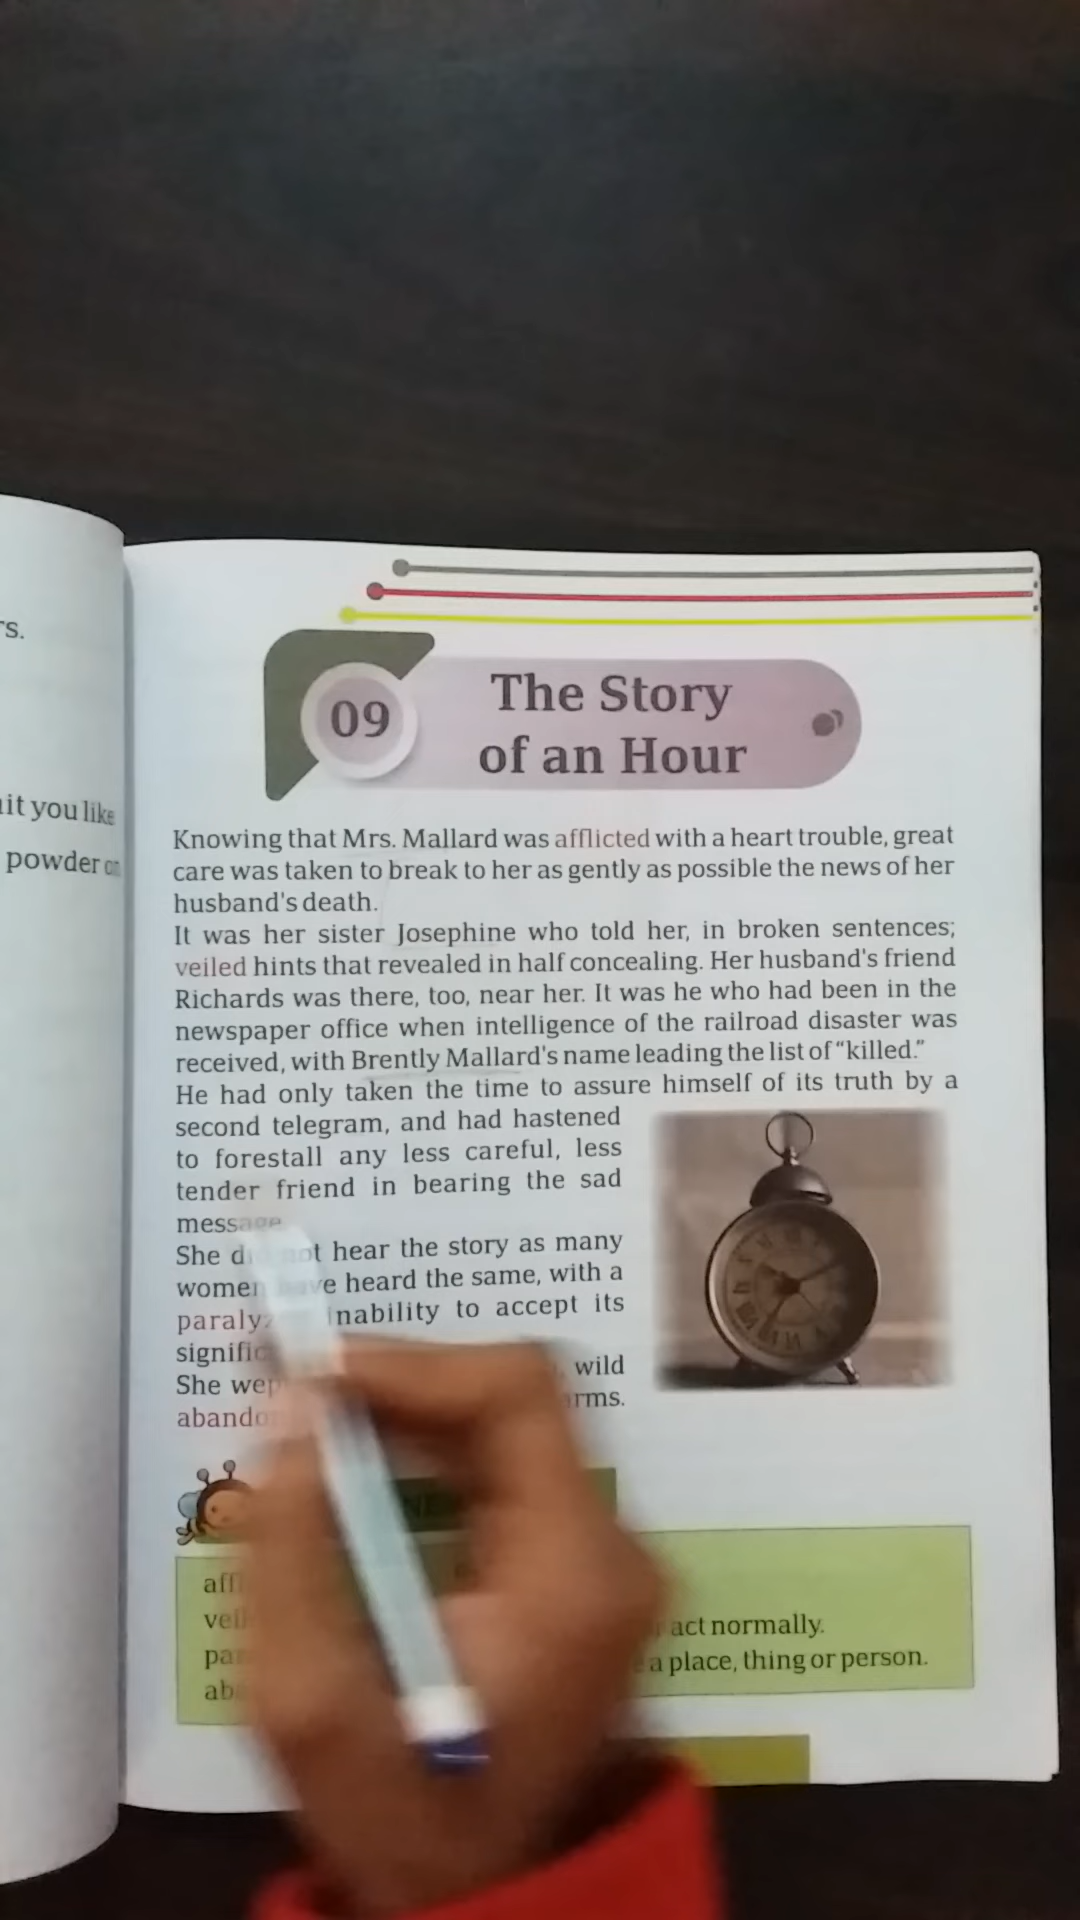 rs.
it you like
powder on
09
The Story
of an Hour
Knowing that Mrs. Mallard was afflicted with a heart trouble, great
care was taken to break to her as gently as possible the news of her
husband's death.
It was her sister Josephine who told her, in broken sentences;
veiled hints that revealed in half concealing. Her husband's friend
Richards was there, too, near her. It was he who had been in the
newspaper office when intelligence of the railroad disaster was
received, with Brently Mallard's name leading the list of "killed."
He had only taken the time to assure himself of its truth by a
second telegram, and had hastened
to forestall any less careful, less
tender friend in bearing the sad
message.
She did not hear the story as many
women have heard the same, with a
inability to accept its
She wild
act normally.
a place, thing or person.